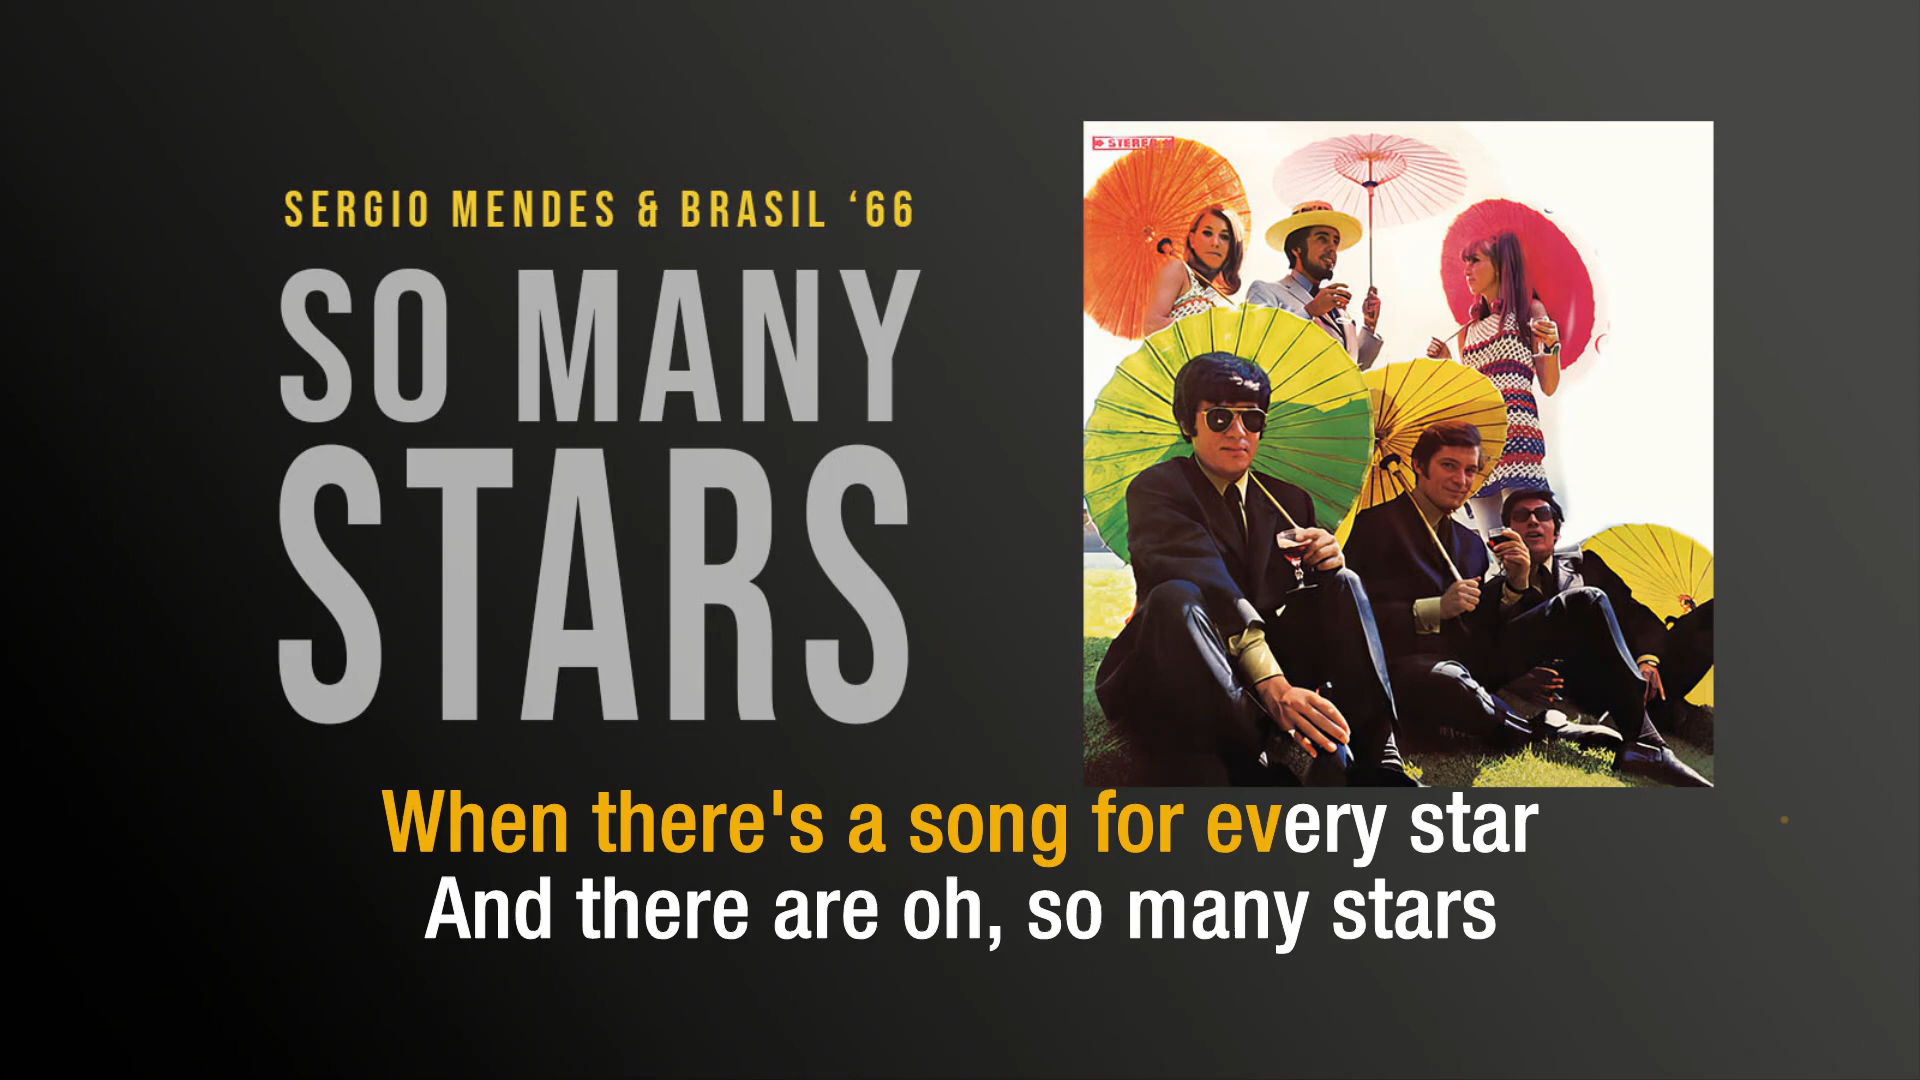 SERGIO MENDES & BRASIL ‘66
SO MANY
STARS
STEREO
When there's a song for every star
And there are oh, so many stars